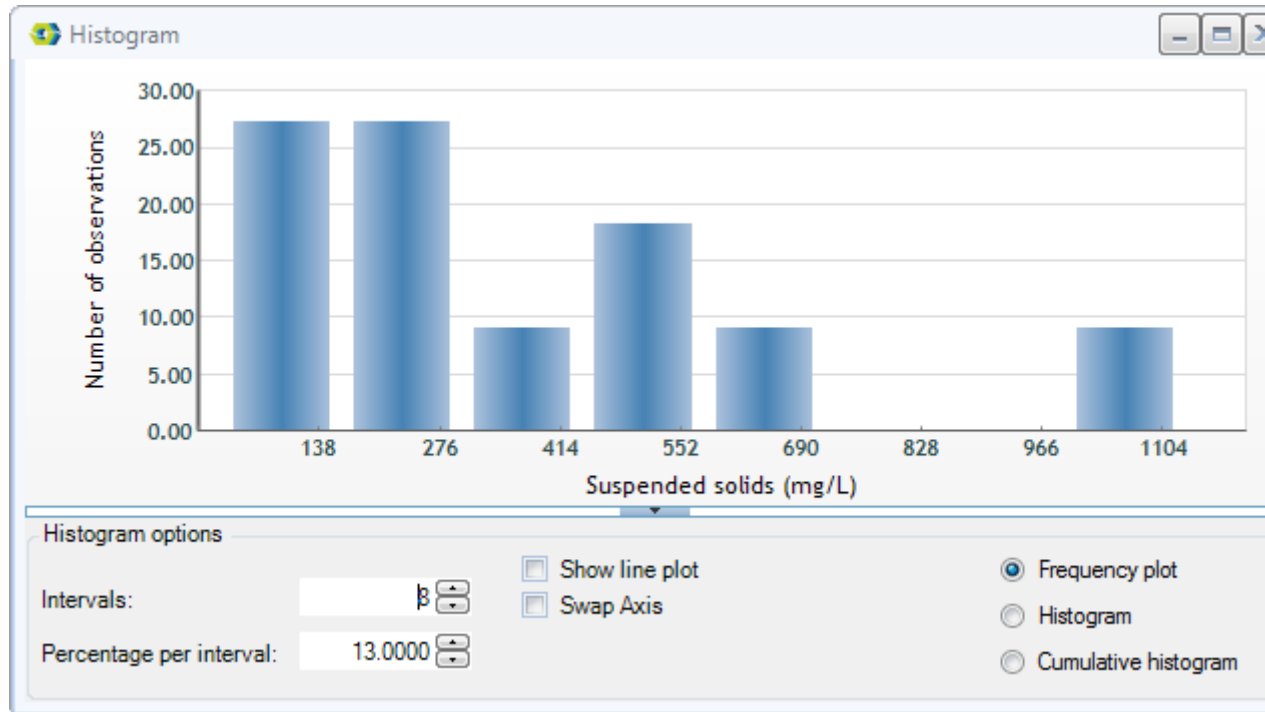 Histogram
30.00
25.00
20.00
15.00
10.00
5.00
0.00
Number of observations
138 276 414 552 690 828 966 1104
Suspended solids (mg/L)
Histogram options
Intervals: 8
Percentage per interval: 13.0000
Show line plot
Swap Axis
Frequency plot
Histogram
Cumulative histogram